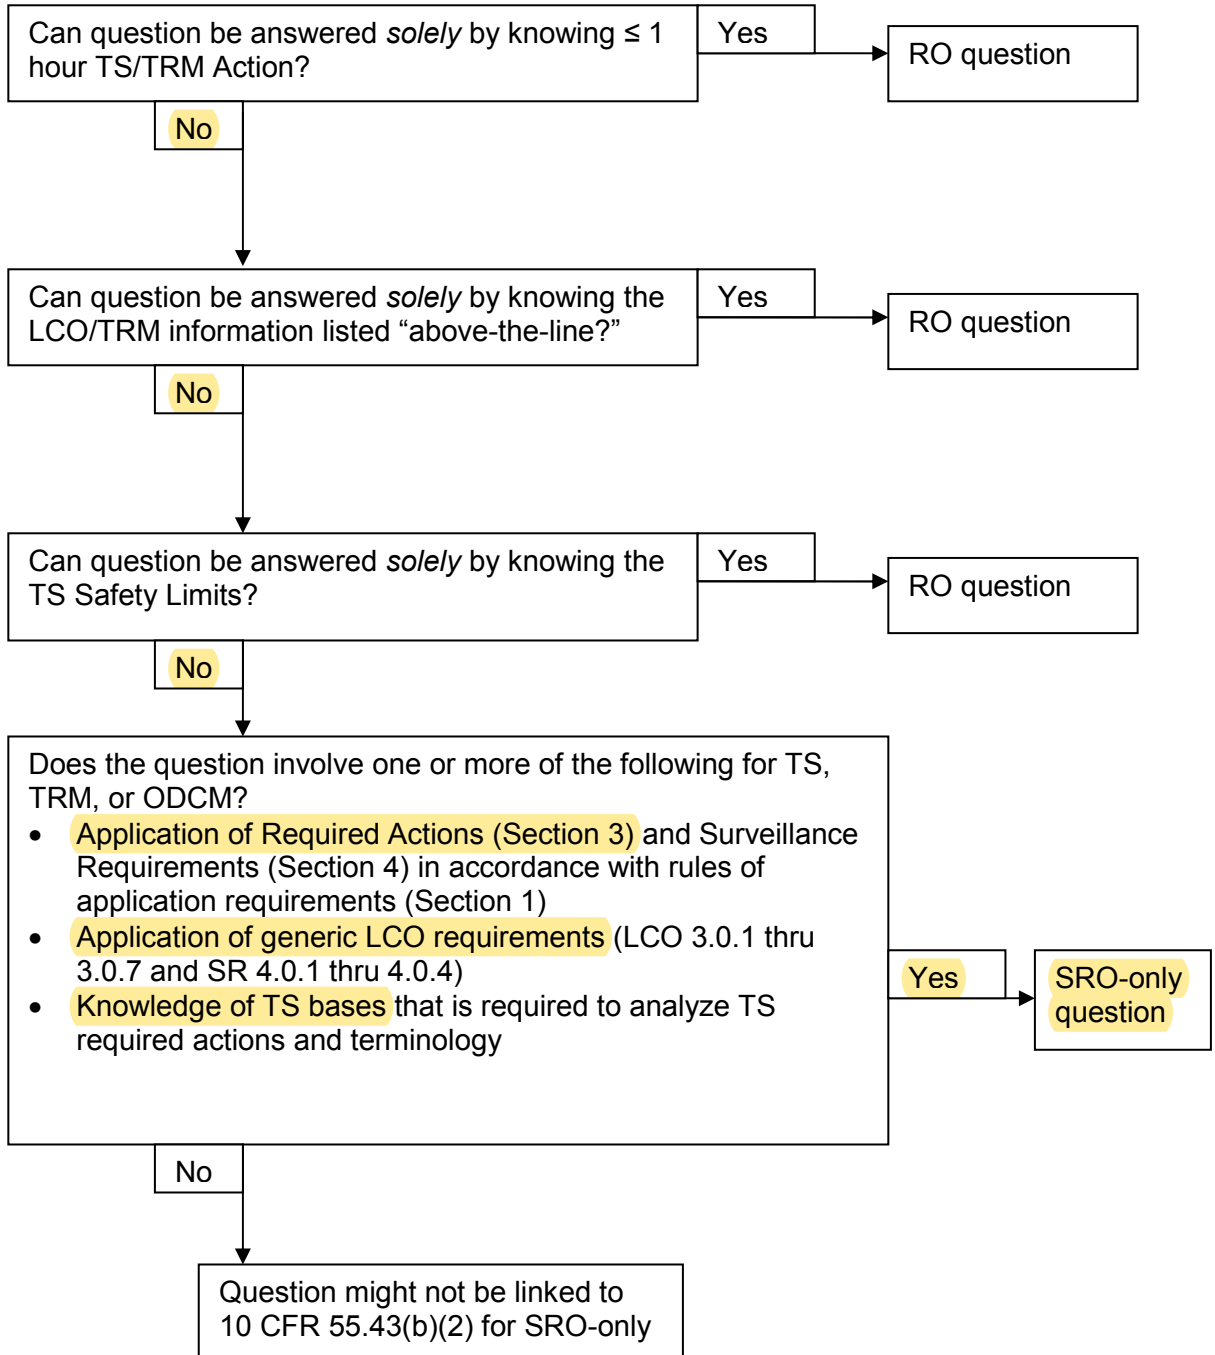 Can question be answered solely by knowing ≤ 1
hour TS/TRM Action?
Yes
RO question
No
Can question be answered solely by knowing the
LCO/TRM information listed “above-the-line?”
Yes
RO question
No
Can question be answered solely by knowing the
TS Safety Limits?
Yes
RO question
No
Does the question involve one or more of the following for TS,
TRM, or ODCM?
• Application of Required Actions (Section 3) and Surveillance
Requirements (Section 4) in accordance with rules of
application requirements (Section 1)
• Application of generic LCO requirements (LCO 3.0.1 thru
3.0.7 and SR 4.0.1 thru 4.0.4)
• Knowledge of TS bases that is required to analyze TS
required actions and terminology
Yes
SRO-only
question
No
Question might not be linked to
10 CFR 55.43(b)(2) for SRO-only